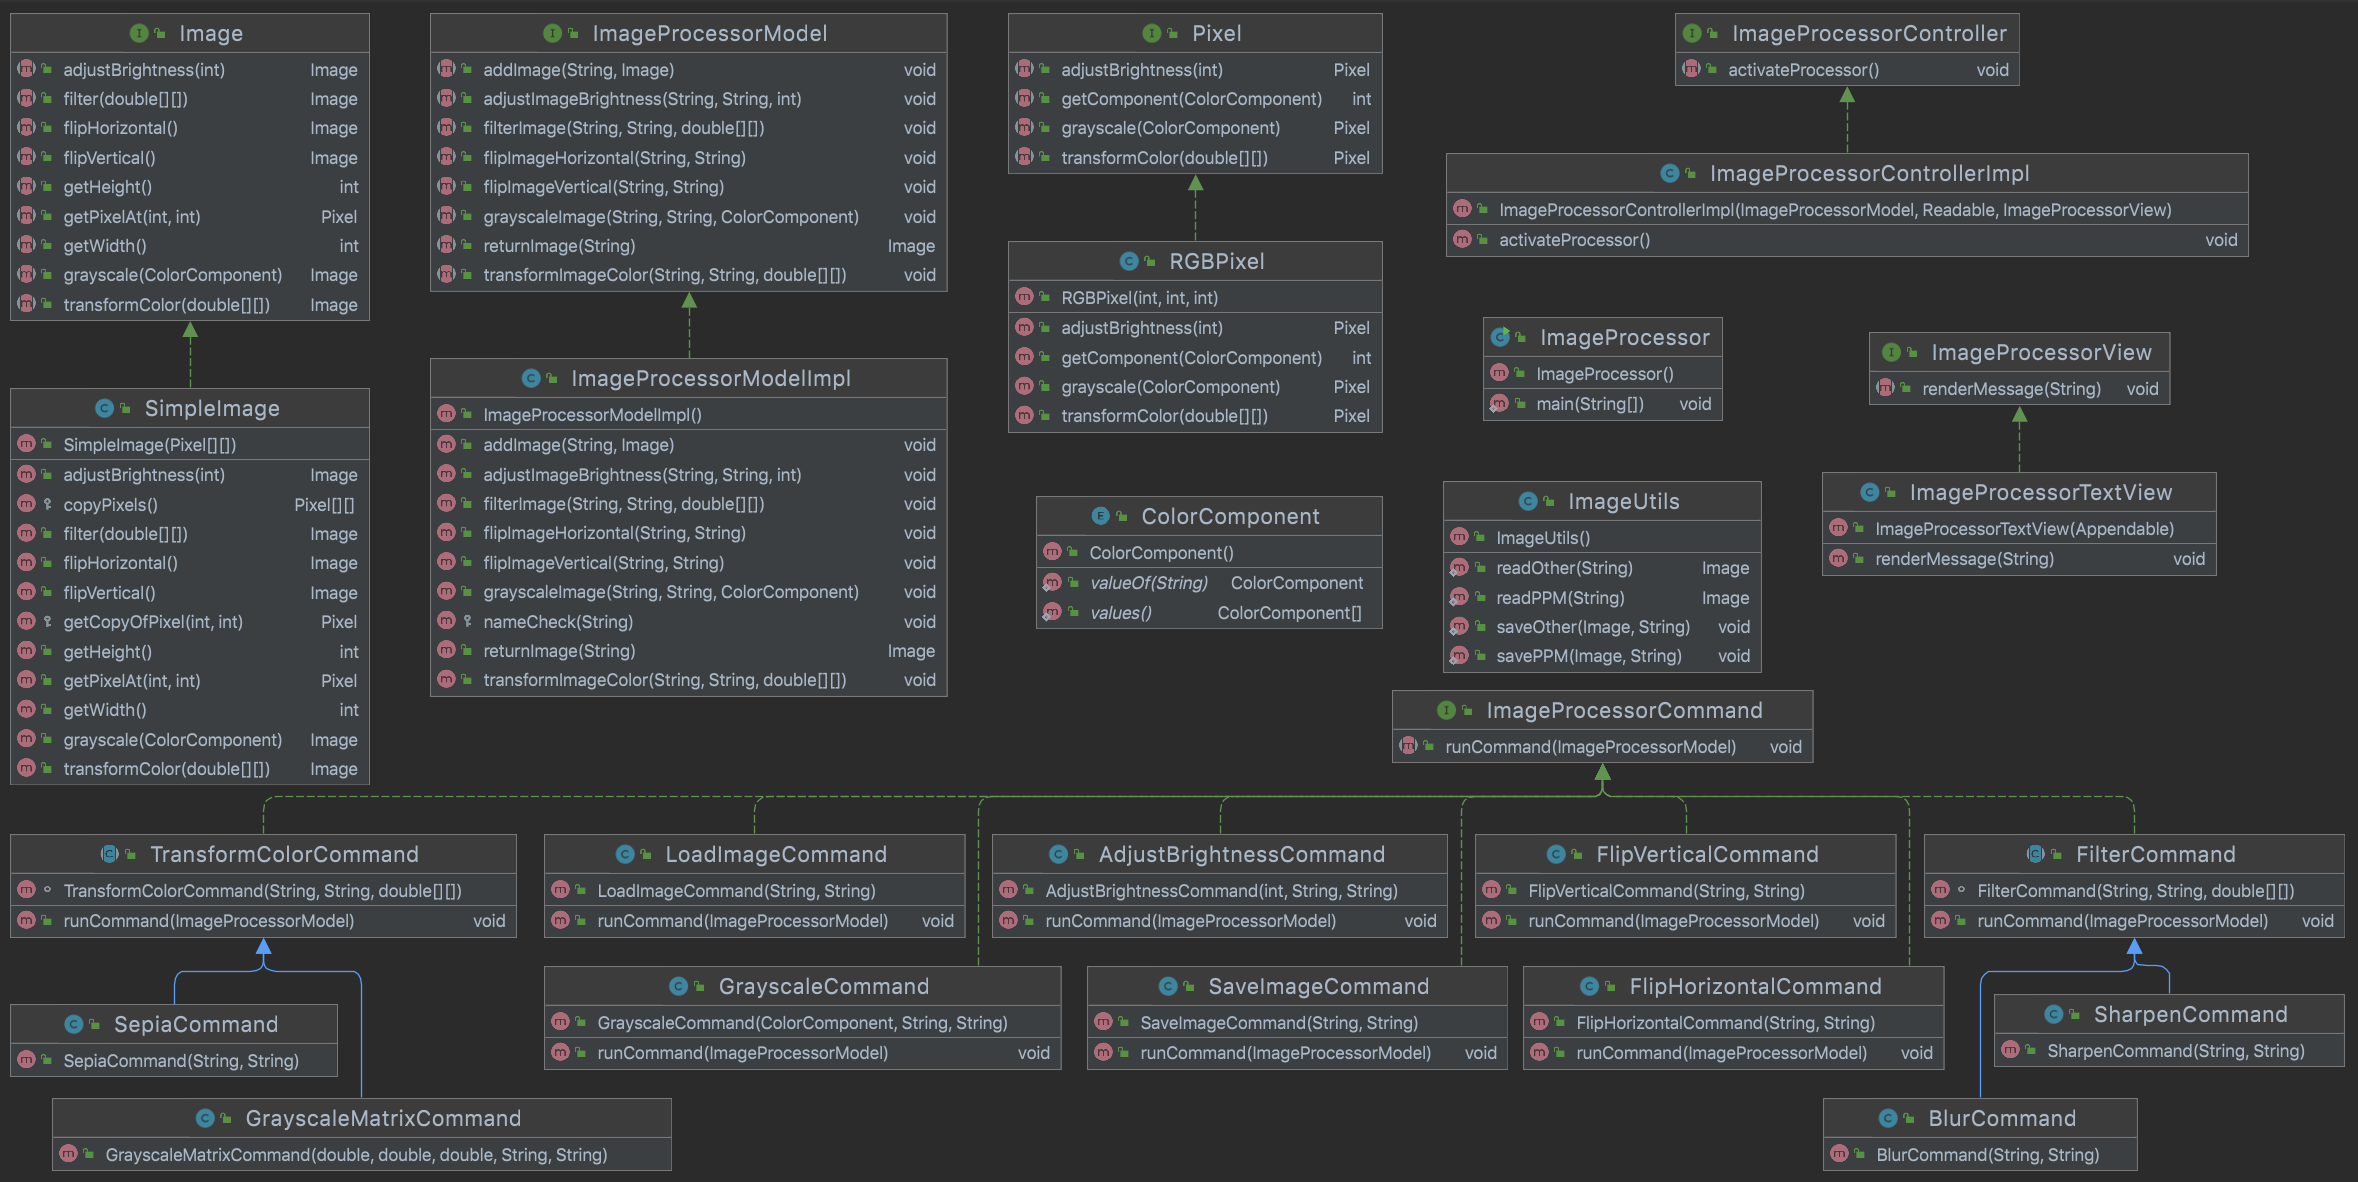 Image
adjustBrightness(int) Image
filter(double[][]) Image
flipHorizontal() Image
flipVertical() Image
getHeight() int
getPixelAt(int, int) Pixel
getWidth() int
grayscale(ColorComponent) Image
transformColor(double[][]) Image
SimpleImage
SimpleImage(Pixel[][])
adjustBrightness(int) Image
copyPixels() Pixel[][]
filter(double[][]) Image
flipHorizontal() Image
flipVertical() Image
getCopyOfPixel(int, int) Pixel
getHeight() int
getPixelAt(int, int) Pixel
getWidth() int
grayscale(ColorComponent) Image
transformColor(double[][]) Image
ImageProcessorModel
addImage(String, Image) void
adjustImageBrightness(String, String, int) void
filterImage(String, String, double[][]) void
flipImageHorizontal(String, String) void
flipImageVertical(String, String) void
grayscaleImage(String, String, ColorComponent) void
returnImage(String) Image
transformImageColor(String, String, double[][]) void
ImageProcessorModelImpl
ImageProcessorModelImpl()
addImage(String, Image) void
adjustImageBrightness(String, String, int) void
filterImage(String, String, double[][]) void
flipImageHorizontal(String, String) void
flipImageVertical(String, String) void
grayscaleImage(String, String, ColorComponent) void
nameCheck(String) void
returnImage(String) Image
transformImageColor(String, String, double[][]) void
Pixel
adjustBrightness(int) Pixel
getComponent(ColorComponent) int
grayscale(ColorComponent) Pixel
transformColor(double[][]) Pixel
RGBPixel
RGBPixel(int, int, int)
adjustBrightness(int) Pixel
getComponent(ColorComponent) int
grayscale(ColorComponent) Pixel
transformColor(double[][]) Pixel
ColorComponent
ColorComponent()
valueOf(String) ColorComponent
values() ColorComponent[]
ImageProcessorController
activateProcessor() void
ImageProcessorControllerImpl
ImageProcessorControllerImpl(ImageProcessorModel, Readable, ImageProcessorView)
activateProcessor() void
ImageProcessor
ImageProcessor()
main(String[]) void
ImageProcessorView
renderMessage(String) void
ImageProcessorTextView
ImageProcessorTextView(Appendable)
renderMessage(String) void
ImageUtils
ImageUtils()
readOther(String) Image
readPPM(String) Image
saveOther(Image, String) void
savePPM(Image, String) void
ImageProcessorCommand
runCommand(ImageProcessorModel) void
TransformColorCommand
TransformColorCommand(String, String, double[][])
runCommand(ImageProcessorModel) void
LoadImageCommand
LoadImageCommand(String, String)
runCommand(ImageProcessorModel) void
AdjustBrightnessCommand
AdjustBrightnessCommand(int, String, String)
runCommand(ImageProcessorModel) void
FlipVerticalCommand
FlipVerticalCommand(String, String)
runCommand(ImageProcessorModel) void
FilterCommand
FilterCommand(String, String, double[][])
runCommand(ImageProcessorModel) void
SepiaCommand
SepiaCommand(String, String)
GrayscaleCommand
GrayscaleCommand(ColorComponent, String, String)
runCommand(ImageProcessorModel) void
SaveImageCommand
SaveImageCommand(String, String)
runCommand(ImageProcessorModel) void
FlipHorizontalCommand
FlipHorizontalCommand(String, String)
runCommand(ImageProcessorModel) void
SharpenCommand
SharpenCommand(String, String)
GrayscaleMatrixCommand
GrayscaleMatrixCommand(double, double, double, String, String)
BlurCommand
BlurCommand(String, String)